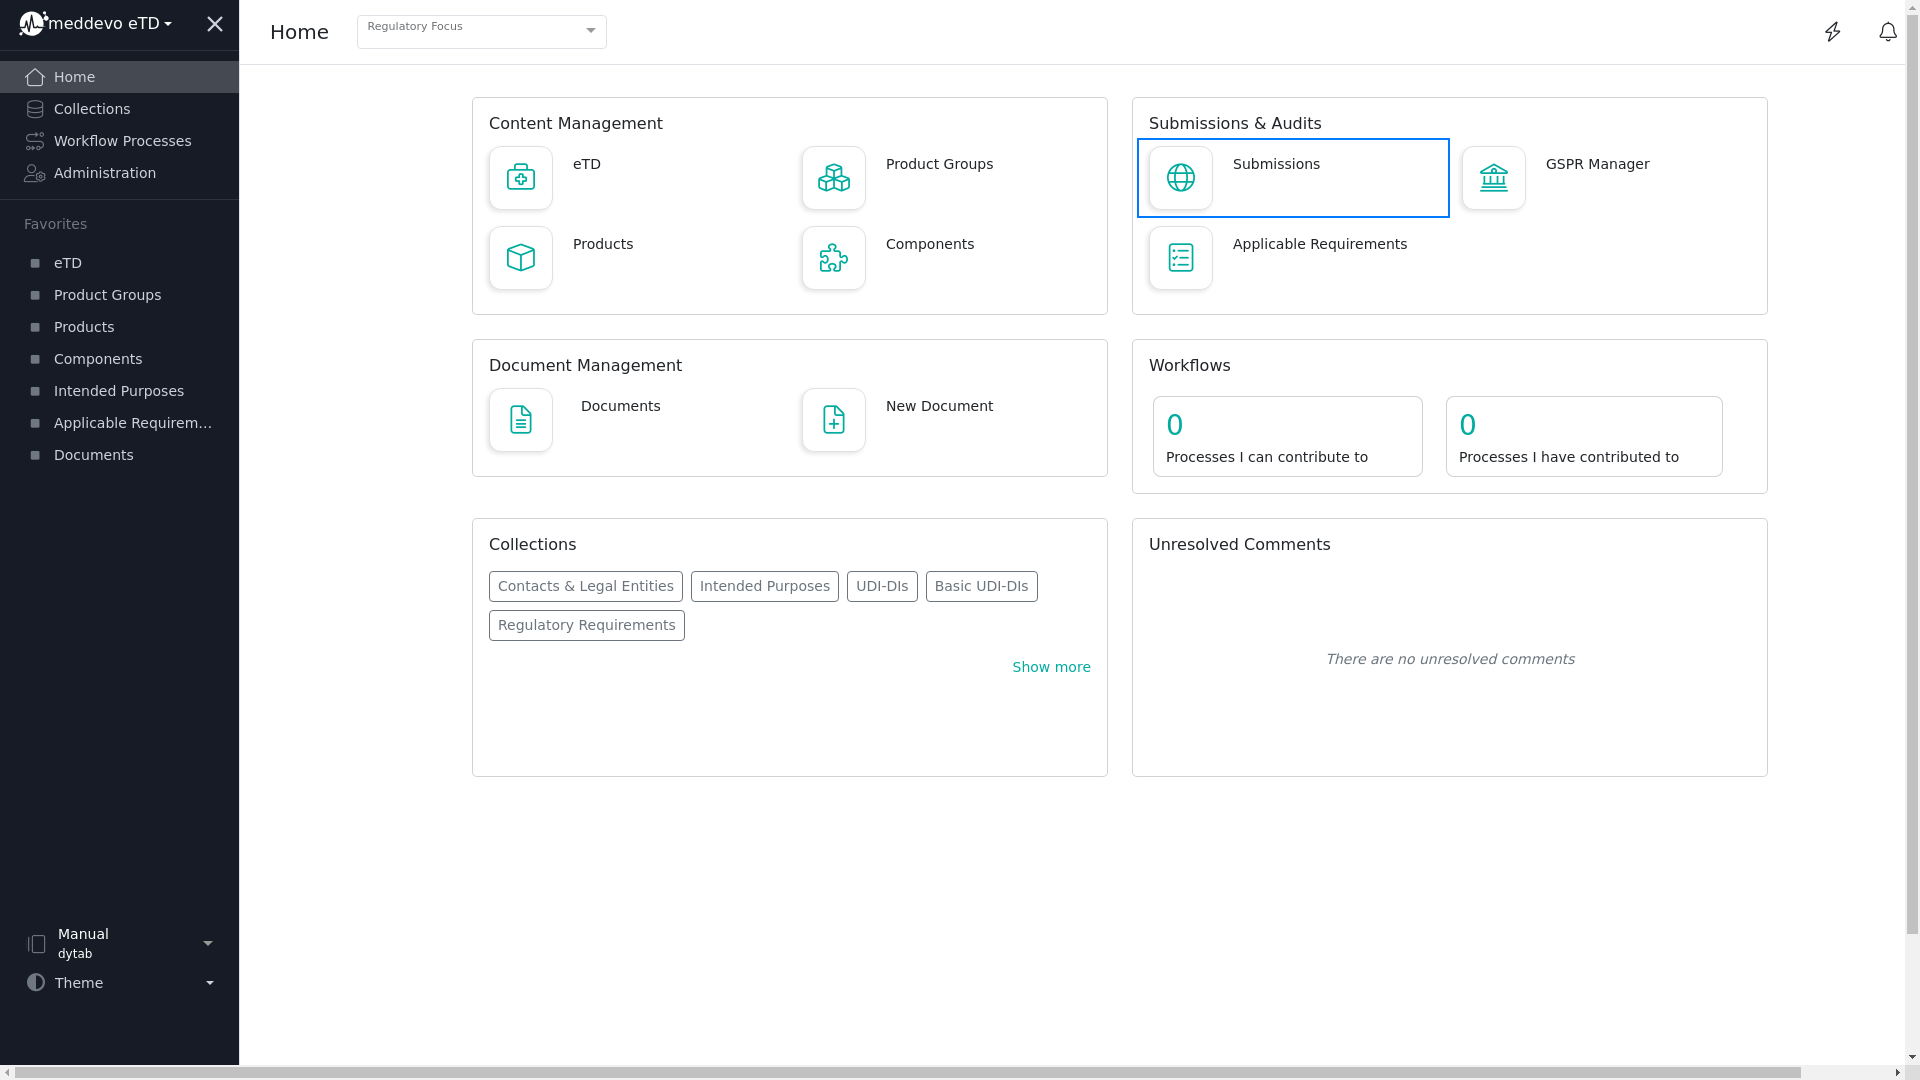 meddevo eTD
Home
Collections
Workflow Processes
Administration
Favorites
eTD
Product Groups
Products
Components
Intended Purposes
Applicable Requirem...
Documents
Manual
dytab
Theme
Home
Regulatory Focus
Content Management
eTD
Product Groups
Products
Components
Submissions & Audits
Submissions
GSPR Manager
Applicable Requirements
Document Management
Documents
New Document
Workflows
0
Processes I can contribute to
0
Processes I have contributed to
Collections
Contacts & Legal Entities
Intended Purposes
UDI-DIs
Basic UDI-DIs
Regulatory Requirements
Show more
Unresolved Comments
There are no unresolved comments